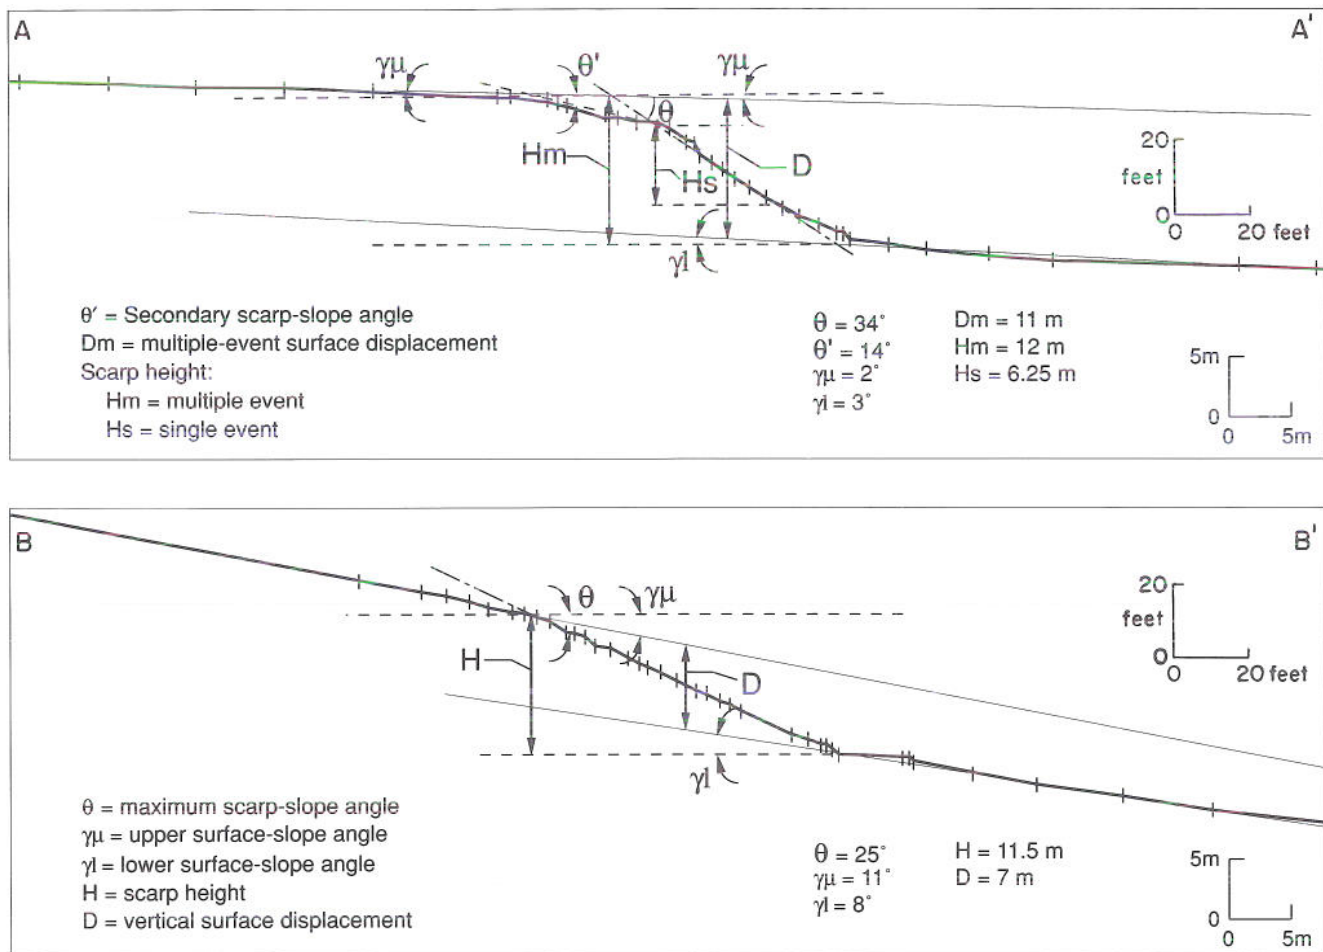 A
A'
γμ
θ'
γμ
θ
Hm
D
Hs
γl
20
feet
0
0 20 feet
θ' = Secondary scarp-slope angle
Dm = multiple-event surface displacement
Scarp height:
Hm = multiple event
Hs = single event
θ = 34°
θ' = 14°
γμ = 2°
γl = 3°
Dm = 11 m
Hm = 12 m
Hs = 6.25 m
5m
0
0 5m
B
B'
θ
γμ
H
D
γl
20
feet
0
0 20 feet
θ = maximum scarp-slope angle
γμ = upper surface-slope angle
γl = lower surface-slope angle
H = scarp height
D = vertical surface displacement
θ = 25°
γμ = 11°
γl = 8°
H = 11.5 m
D = 7 m
5m
0
0 5m